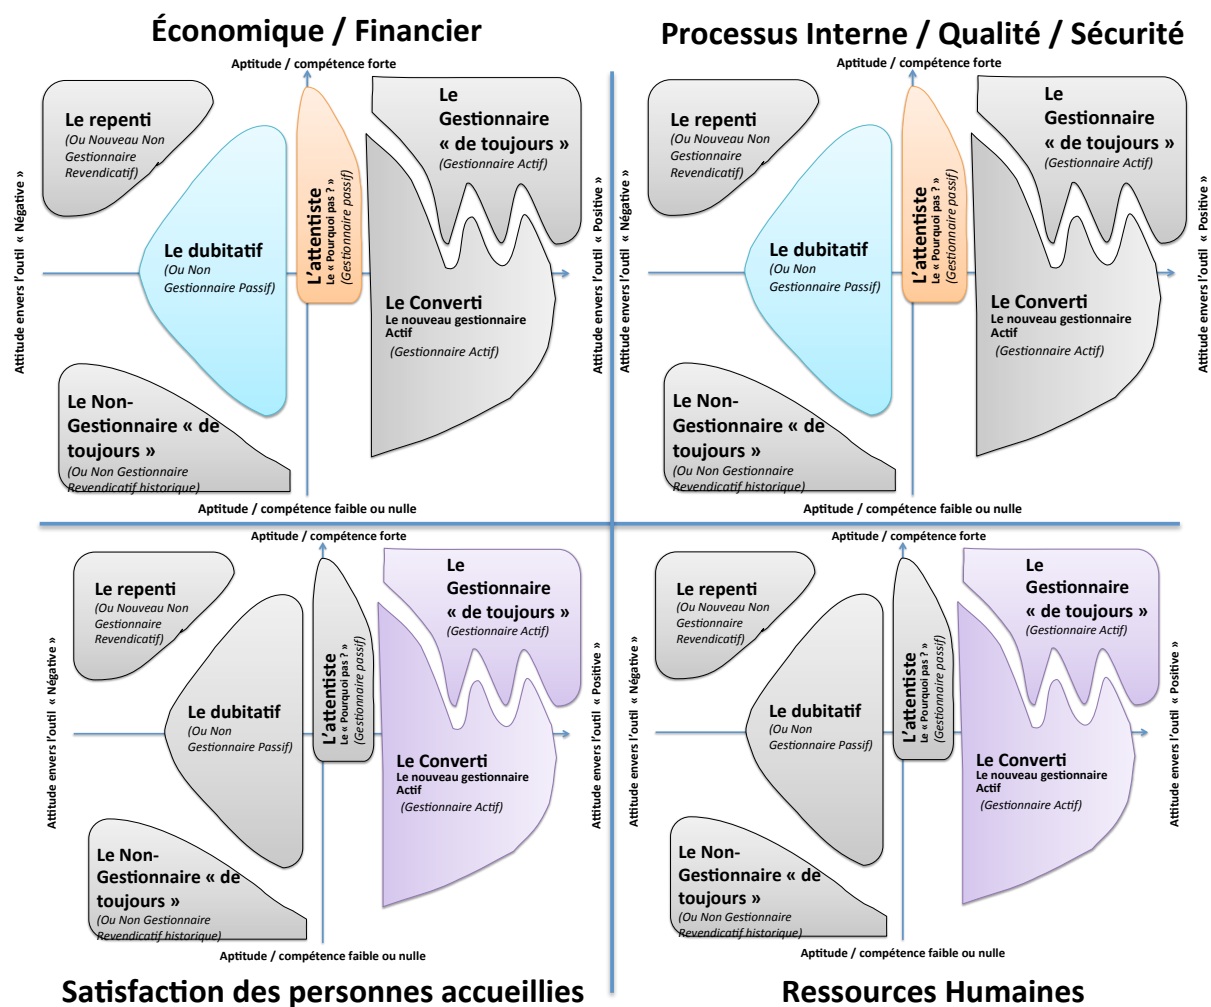 Économique / Financier
Aptitude / compétence forte
Attitude envers l'outil « Négative »
Le repenti
(Ou Nouveau Non
Gestionnaire
Revendicatif)
Le dubitatif
(Ou Non
Gestionnaire Passif)
L'attentiste
Le « Pourquoi pas ? »
(Gestionnaire passif)
Le
Gestionnaire
« de toujours »
(Gestionnaire Actif)
Le Converti
Le nouveau gestionnaire
Actif
(Gestionnaire Actif)
Le Non-
Gestionnaire « de
toujours »
(Ou Non Gestionnaire
Revendicatif historique)
Attitude envers l'outil « Positive »
Aptitude / compétence faible ou nulle
Processus Interne / Qualité / Sécurité
Aptitude / compétence forte
Attitude envers l'outil « Négative »
Le repenti
(Ou Nouveau Non
Gestionnaire
Revendicatif)
Le dubitatif
(Ou Non
Gestionnaire Passif)
L'attentiste
Le « Pourquoi pas ? »
(Gestionnaire passif)
Le
Gestionnaire
« de toujours »
(Gestionnaire Actif)
Le Converti
Le nouveau gestionnaire
Actif
(Gestionnaire Actif)
Le Non-
Gestionnaire « de
toujours »
(Ou Non Gestionnaire
Revendicatif historique)
Attitude envers l'outil « Positive »
Aptitude / compétence faible ou nulle
Aptitude / compétence forte
Attitude envers l'outil « Négative »
Le repenti
(Ou Nouveau Non
Gestionnaire
Revendicatif)
Le dubitatif
(Ou Non
Gestionnaire Passif)
L'attentiste
Le « Pourquoi pas ? »
(Gestionnaire passif)
Le
Gestionnaire
« de toujours »
(Gestionnaire Actif)
Le Converti
Le nouveau gestionnaire
Actif
(Gestionnaire Actif)
Le Non-
Gestionnaire « de
toujours »
(Ou Non Gestionnaire
Revendicatif historique)
Attitude envers l'outil « Positive »
Aptitude / compétence faible ou nulle
Satisfaction des personnes accueillies
Aptitude / compétence forte
Attitude envers l'outil « Négative »
Le repenti
(Ou Nouveau Non
Gestionnaire
Revendicatif)
Le dubitatif
(Ou Non
Gestionnaire Passif)
L'attentiste
Le « Pourquoi pas ? »
(Gestionnaire passif)
Le
Gestionnaire
« de toujours »
(Gestionnaire Actif)
Le Converti
Le nouveau gestionnaire
Actif
(Gestionnaire Actif)
Le Non-
Gestionnaire « de
toujours »
(Ou Non Gestionnaire
Revendicatif historique)
Attitude envers l'outil « Positive »
Aptitude / compétence faible ou nulle
Ressources Humaines